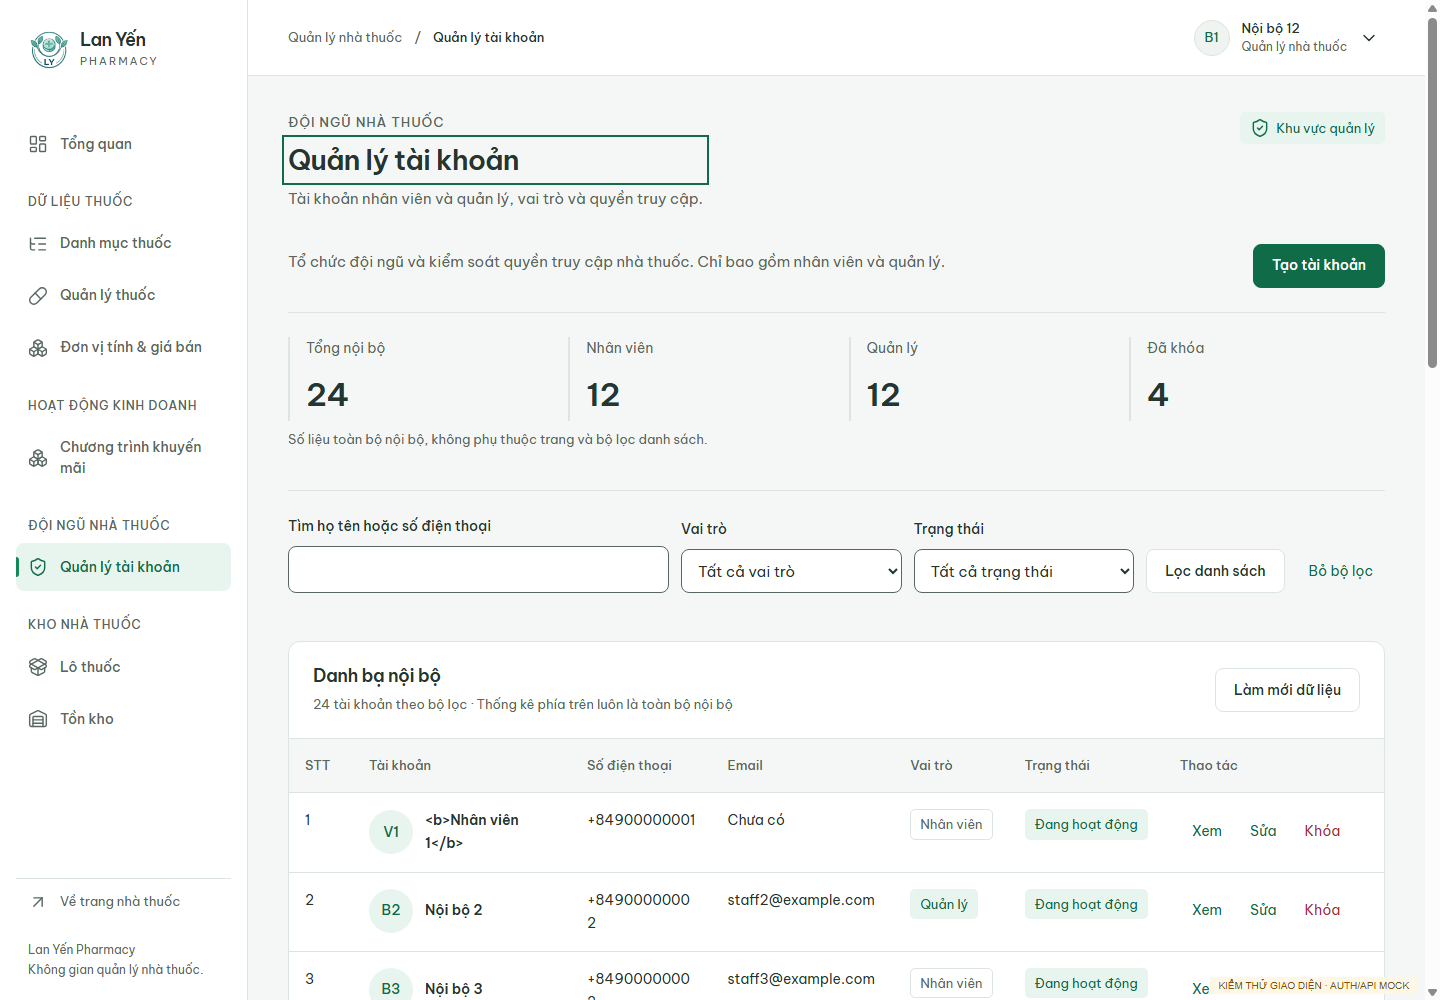 Lan Yến
PHARMACY
LY
Tổng quan
DỮ LIỆU THUỐC
Danh mục thuốc
Quản lý thuốc
Đơn vị tính & giá bán
HOẠT ĐỘNG KINH DOANH
Chương trình khuyến
mãi
ĐỘI NGŨ NHÀ THUỐC
Quản lý tài khoản
KHO NHÀ THUỐC
Lô thuốc
Tồn kho
Về trang nhà thuốc
Lan Yến Pharmacy
Không gian quản lý nhà thuốc.
Quản lý nhà thuốc / Quản lý tài khoản
B1
Nội bộ 12
Quản lý nhà thuốc
ĐỘI NGŨ NHÀ THUỐC
Khu vực quản lý
Quản lý tài khoản
Tài khoản nhân viên và quản lý, vai trò và quyền truy cập.
Tổ chức đội ngũ và kiểm soát quyền truy cập nhà thuốc. Chỉ bao gồm nhân viên và quản lý.
Tạo tài khoản
Tổng nội bộ Nhân viên Quản lý Đã khóa
24 12 12 4
Số liệu toàn bộ nội bộ, không phụ thuộc trang và bộ lọc danh sách.
Tìm họ tên hoặc số điện thoại Vai trò Trạng thái
Tất cả vai trò Tất cả trạng thái Lọc danh sách Bỏ bộ lọc
Danh bạ nội bộ
24 tài khoản theo bộ lọc · Thống kê phía trên luôn là toàn bộ nội bộ
Làm mới dữ liệu
STT Tài khoản Số điện thoại Email Vai trò Trạng thái Thao tác
1 V1 <b>Nhân viên +84900000001 Chưa có Nhân viên Đang hoạt động Xem Sửa Khóa
1</b>
2 B2 Nội bộ 2 +8490000000 staff2@example.com Quản lý Đang hoạt động Xem Sửa Khóa
2
3 B3 Nội bộ 3 +8490000000 staff3@example.com Nhân viên Đang hoạt động Xe
KIỂM THỬ GIAO DIỆN · AUTH/API MOCK